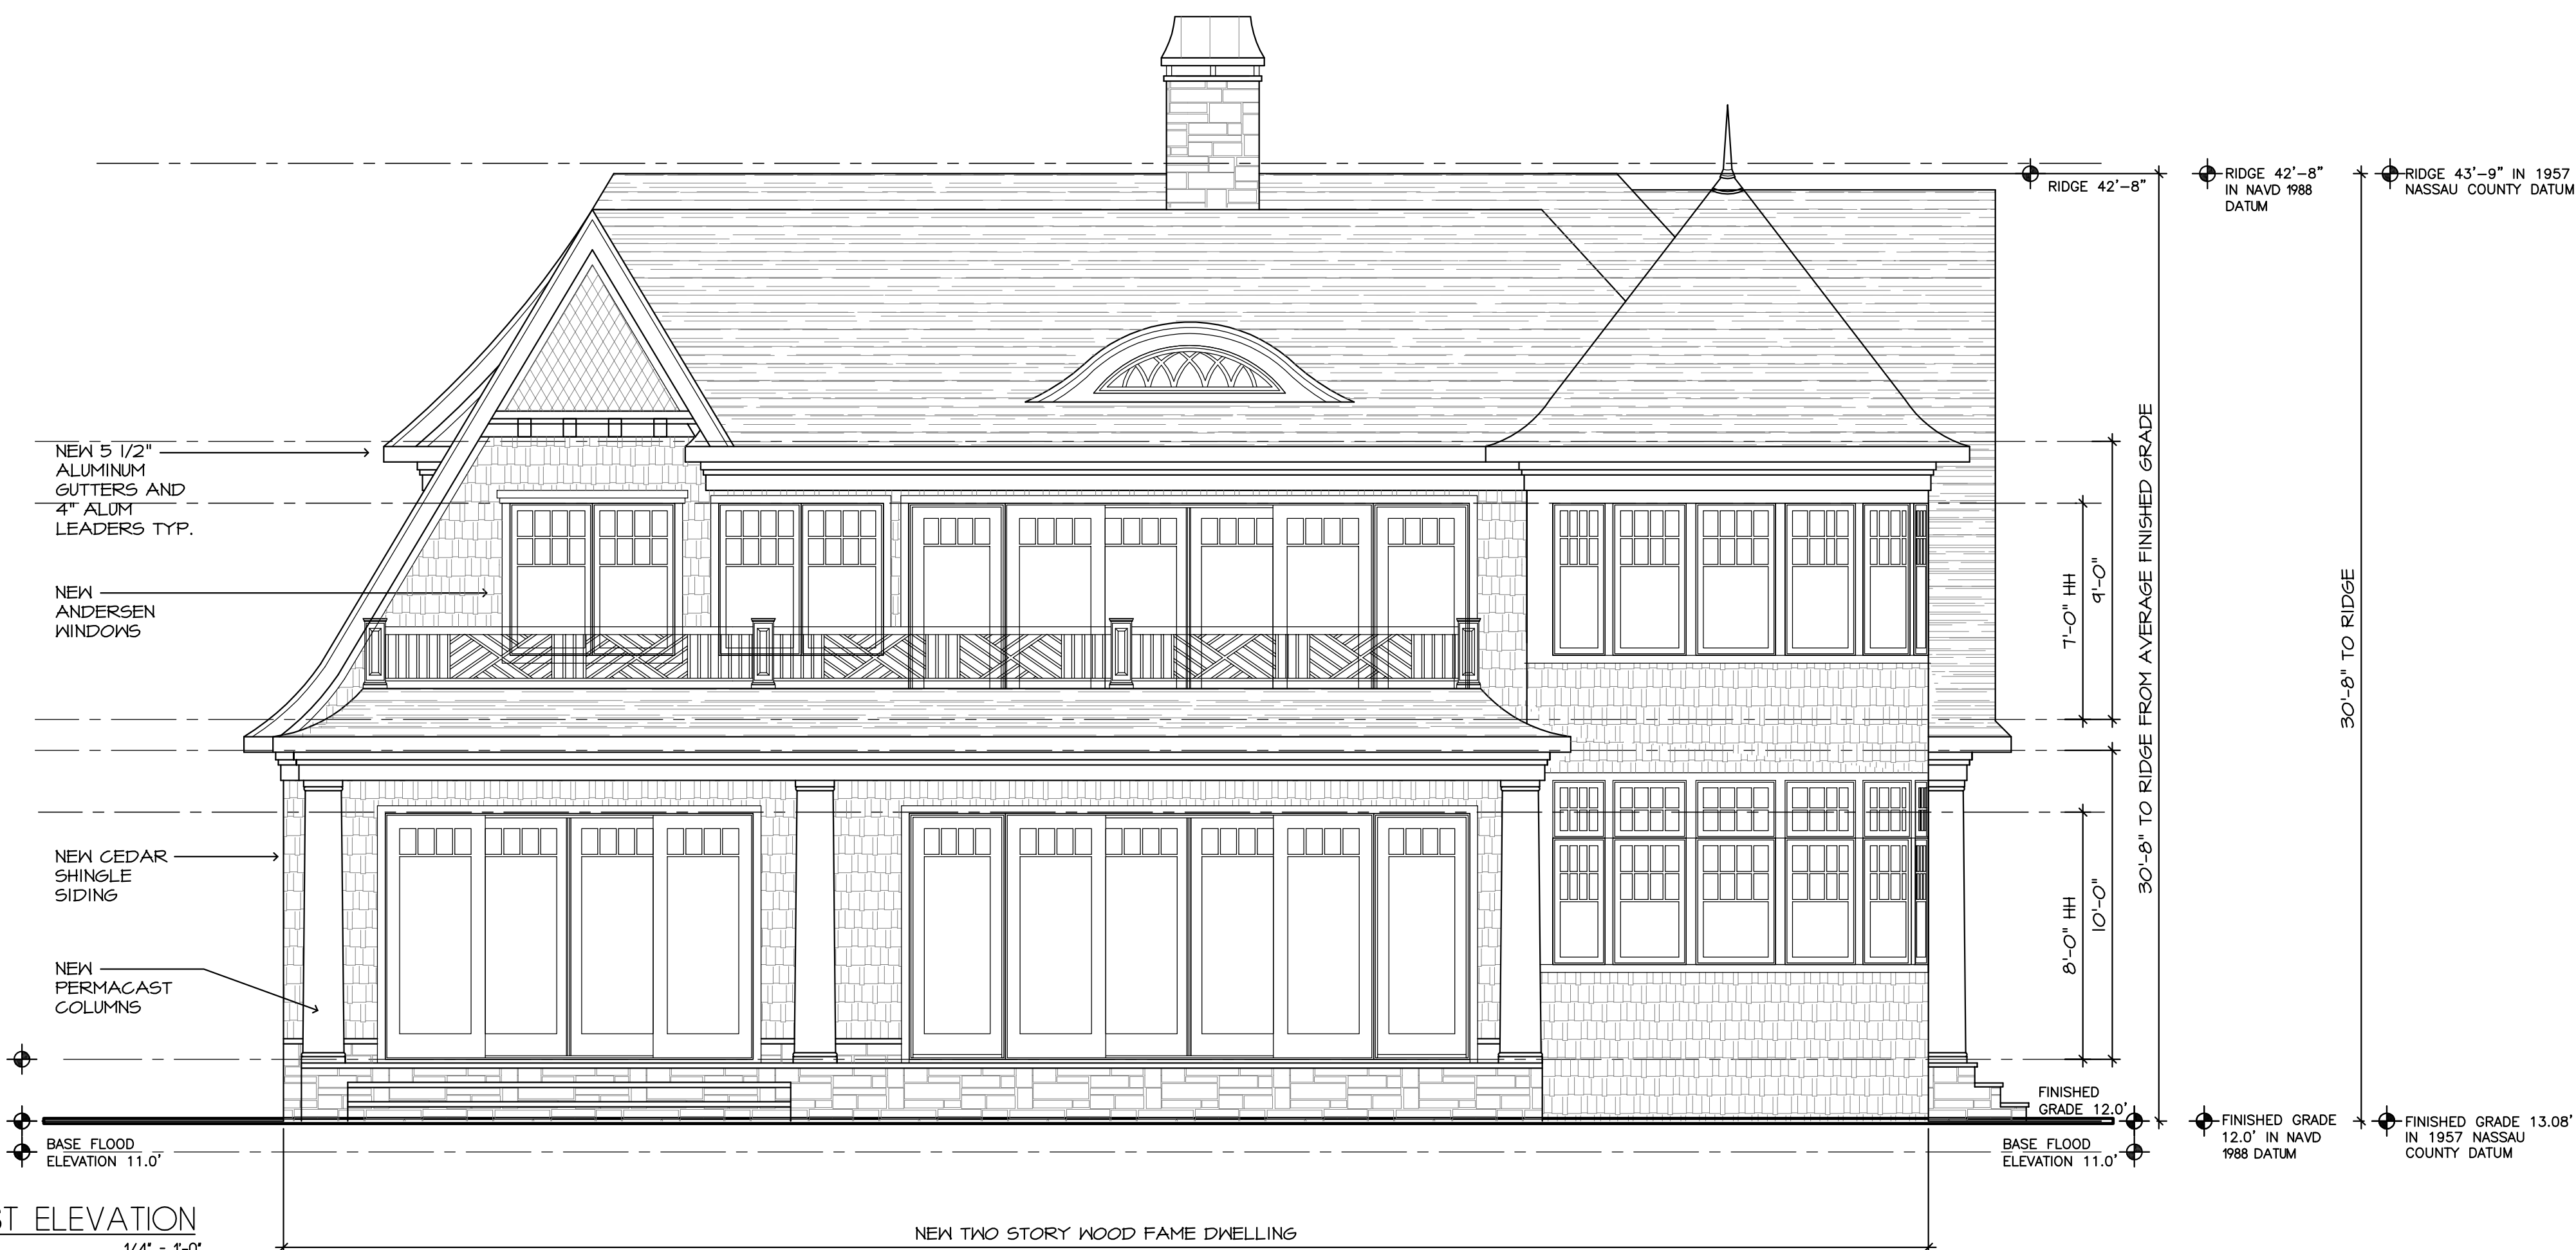 RIDGE 42'-8"
RIDGE 42'-8"
IN NAVD 1988
DATUM
RIDGE 43'-9" IN 1957
NASSAU COUNTY DATUM
NEW 5 1/2"
ALUMINUM
GUTTERS AND
4" ALUM
LEADERS TYP.
NEW
ANDERSEN
WINDOWS
NEW CEDAR
SHINGLE
SIDING
NEW
PERMACAST
COLUMNS
7'-0" HH
9'-0"
8'-0" HH
10'-0"
30'-8" TO RIDGE FROM AVERAGE FINISHED GRADE
30'-8" TO RIDGE
FINISHED
GRADE 12.0'
FINISHED GRADE
12.0' IN NAVD
1988 DATUM
FINISHED GRADE 13.08'
IN 1957 NASSAU
COUNTY DATUM
BASE FLOOD
ELEVATION 11.0'
BASE FLOOD
ELEVATION 11.0'
ST ELEVATION
1/4" = 1'-0"
NEW TWO STORY WOOD FAME DWELLING